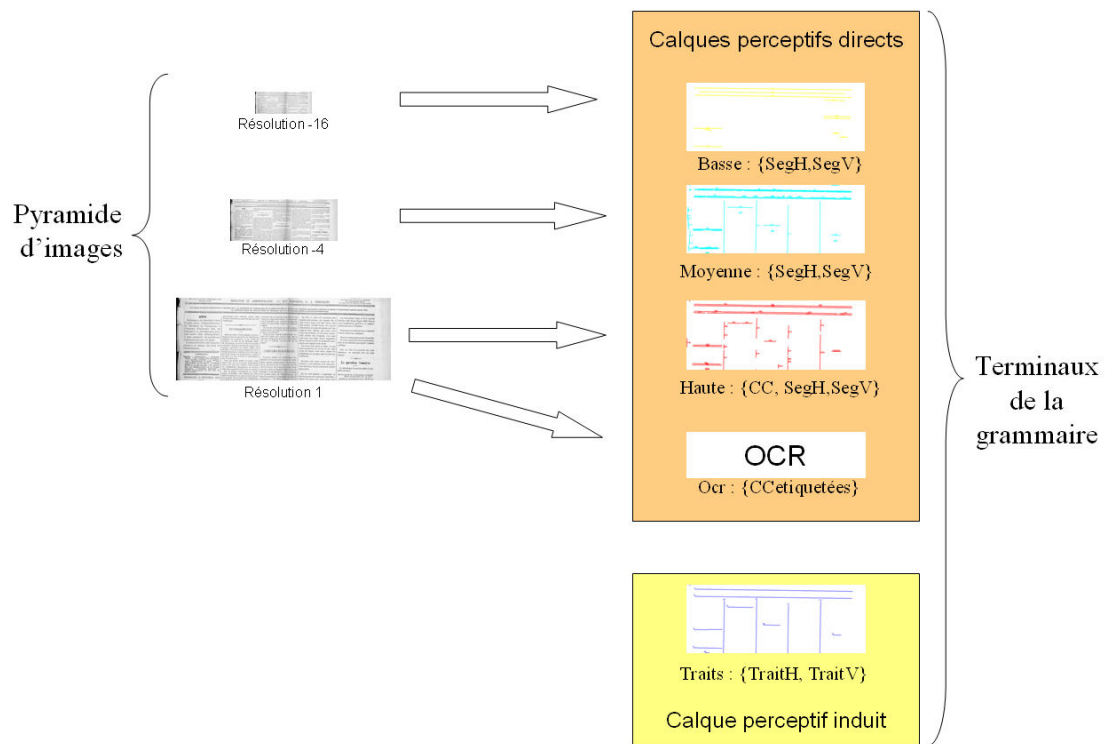 Pyramide
d'images
Résolution -16
Résolution -4
Résolution 1
Calques perceptifs directs
Basse : {SegH,SegV}
Moyenne : {SegH,SegV}
Haute : {CC, SegH,SegV}
OCR
Ocr : {CCetiquetées}
Traits : {TraitH, TraitV}
Calque perceptif induit
Terminaux
de la
grammaire